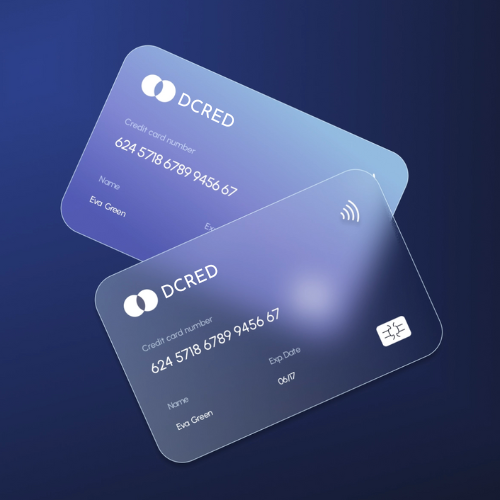 DCRED
Credit card number
624 5718 6789 9456 67
Name
Eva Green
Ex
DCRED
Credit card number
624 5718 6789 9456 67
Name
Eva Green
Exp Date
06/17